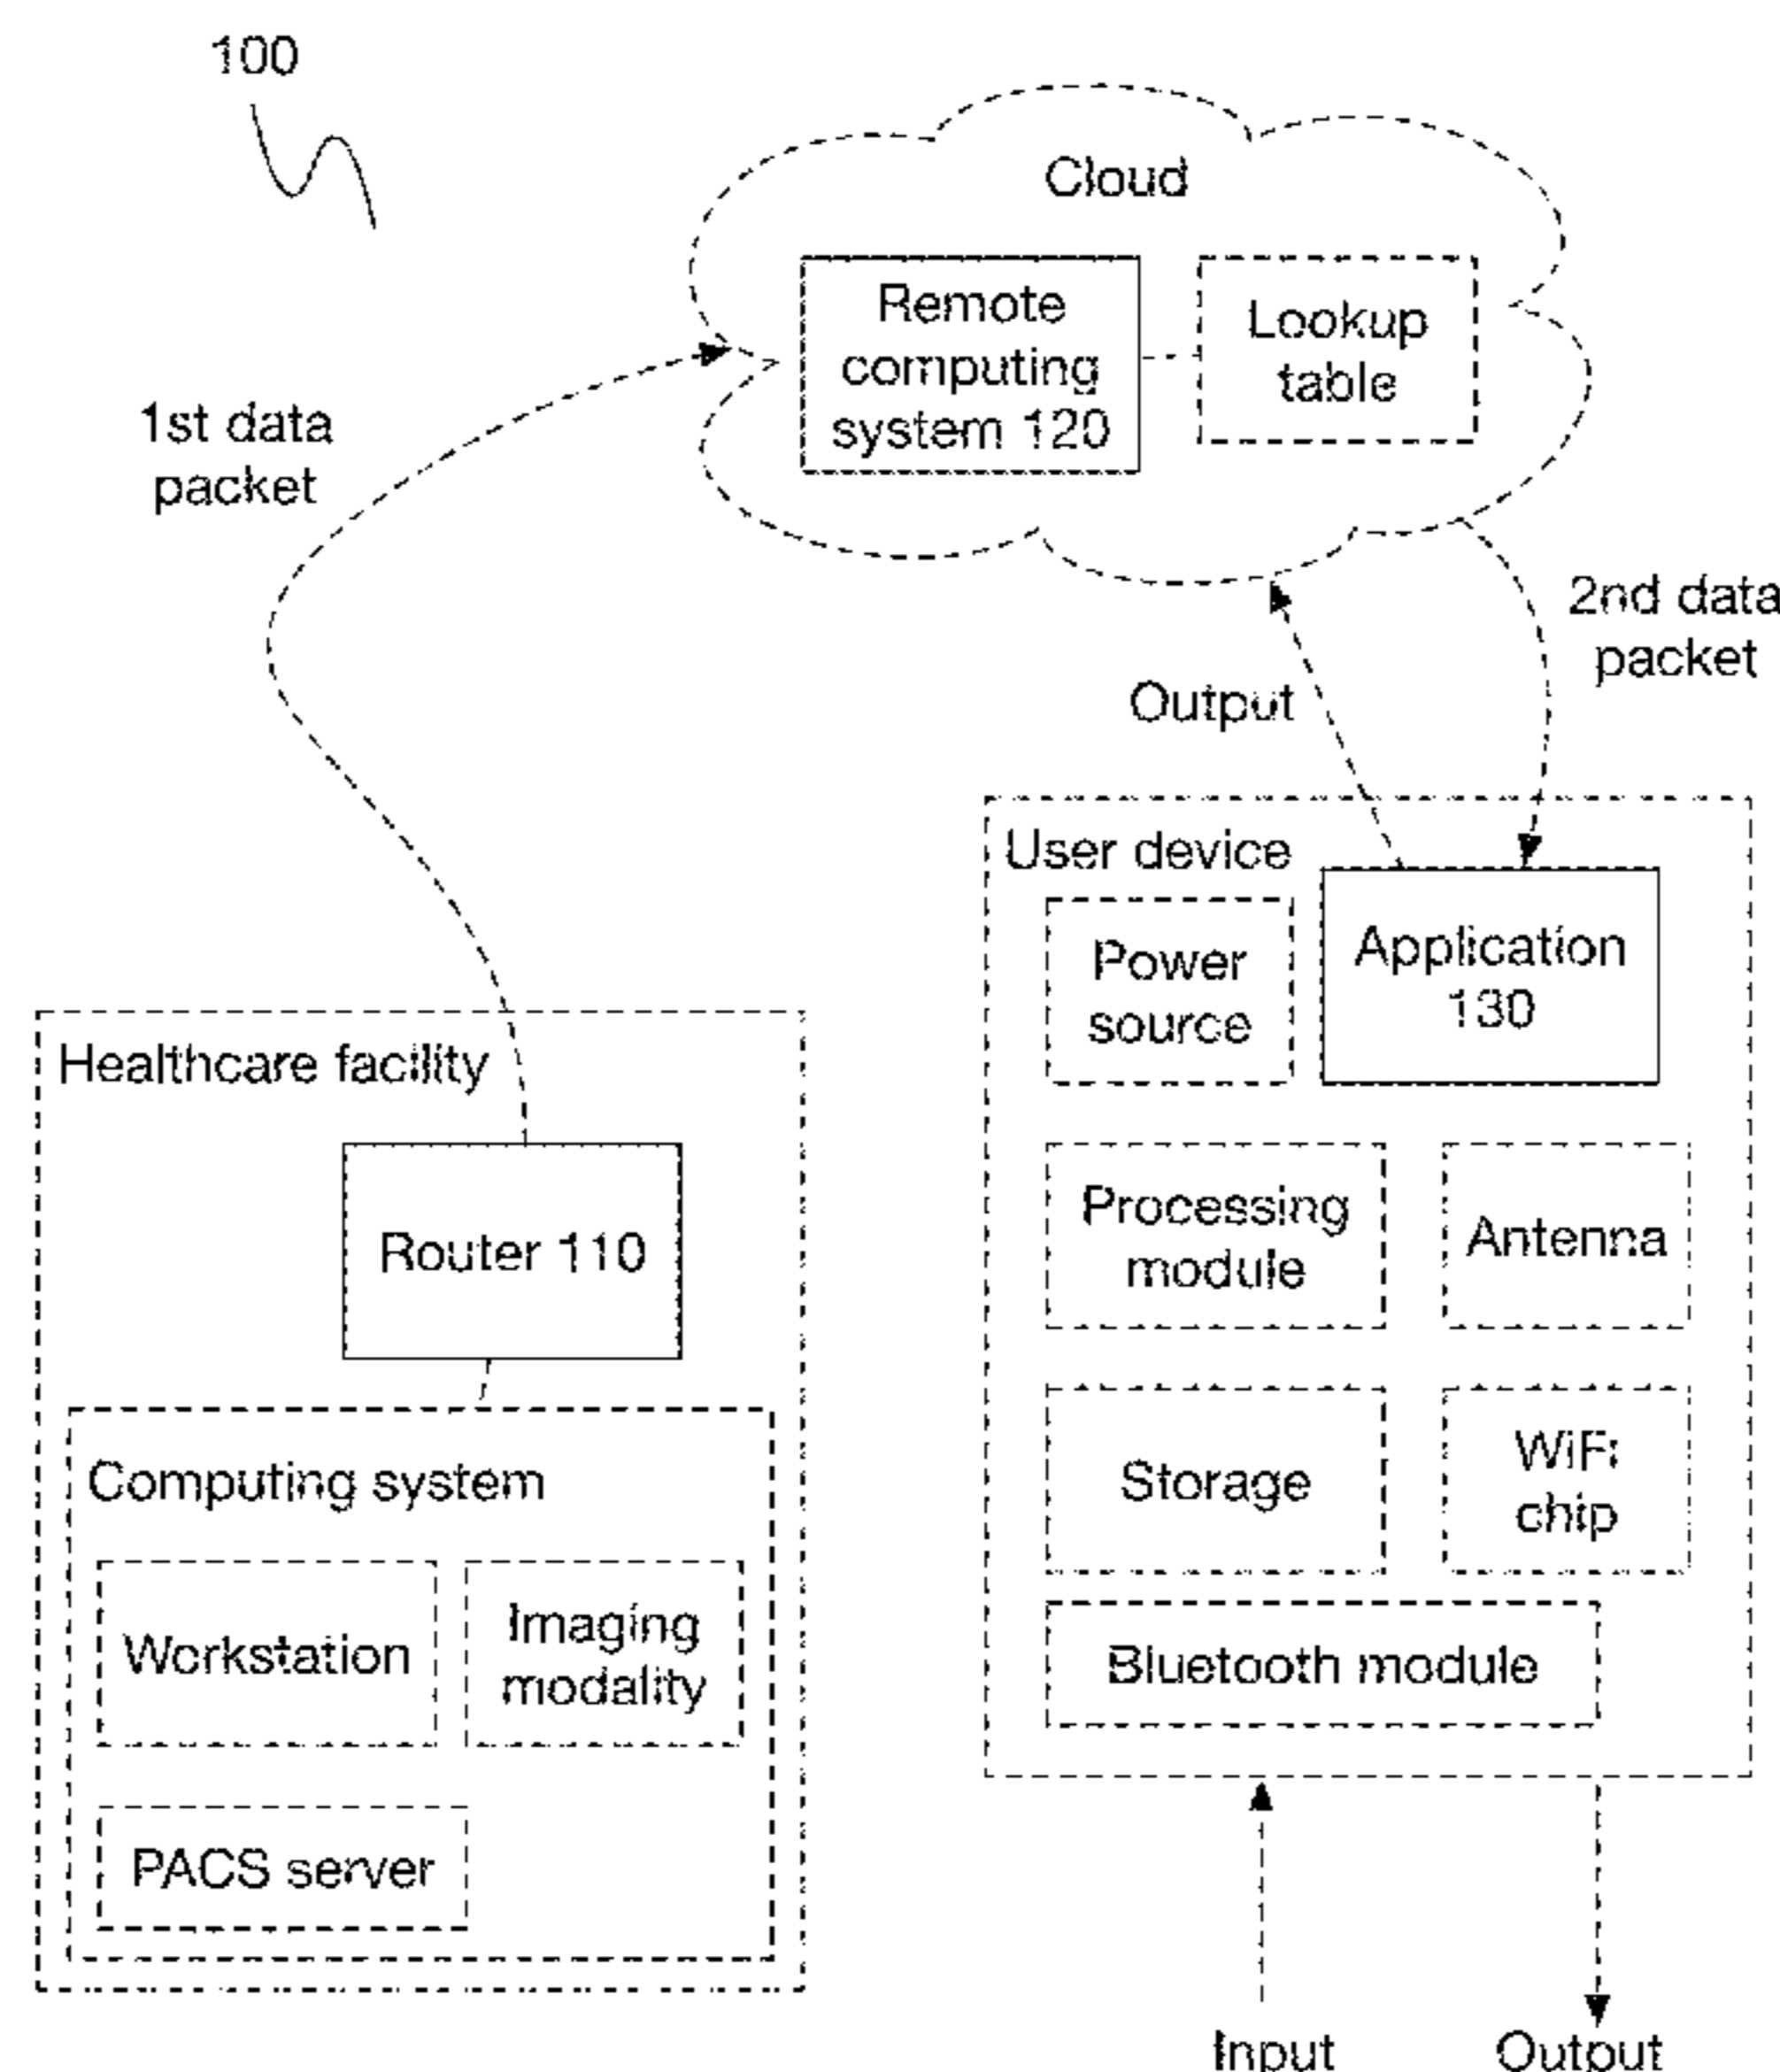 100
Cloud
Remote
computing
system 120
Lookup
table
1st data
packet
2nd data
packet
Output
User device
Power
source
Application
130
Healthcare facility
Router 110
Processing
module
Antenna
Computing system
Storage
WiFi
chip
Workstation
Imaging
modality
Bluetooth module
PACS server
Input
Output